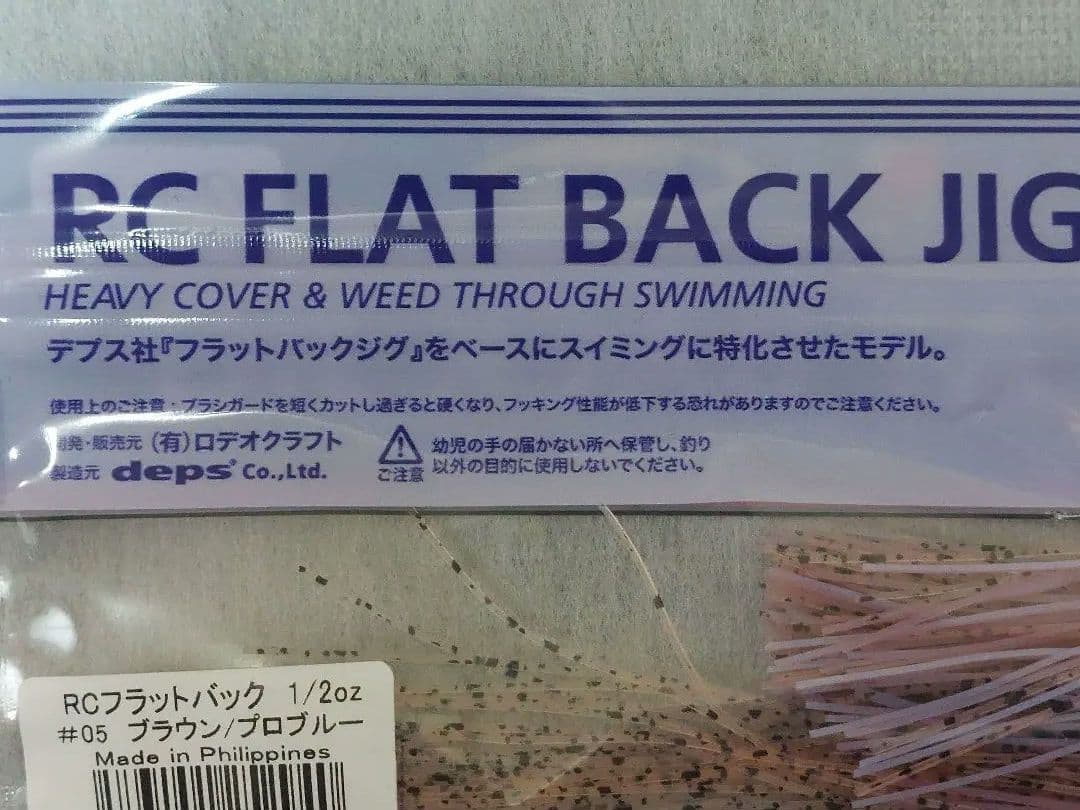 RC FLAT BACK JIG
HEAVY COVER & WEED THROUGH SWIMMING
デプス社『フラットバックジグ』をベースにスイミングに特化させたモデル。
使用上のご注意・ブラシガードを短くカットし過ぎると硬くなり、フッキング性能が低下する恐れがありますのでご注意ください。
開発・販売元 (有)ロデオクラフト
製造元 deps® Co.,Ltd.
ご注意
幼児の手の届かない所へ保管し、釣り
以外の目的に使用しないでください。
RCフラットバック 1/2oz
#05 ブラウン/プロブルー
Made in Philippines